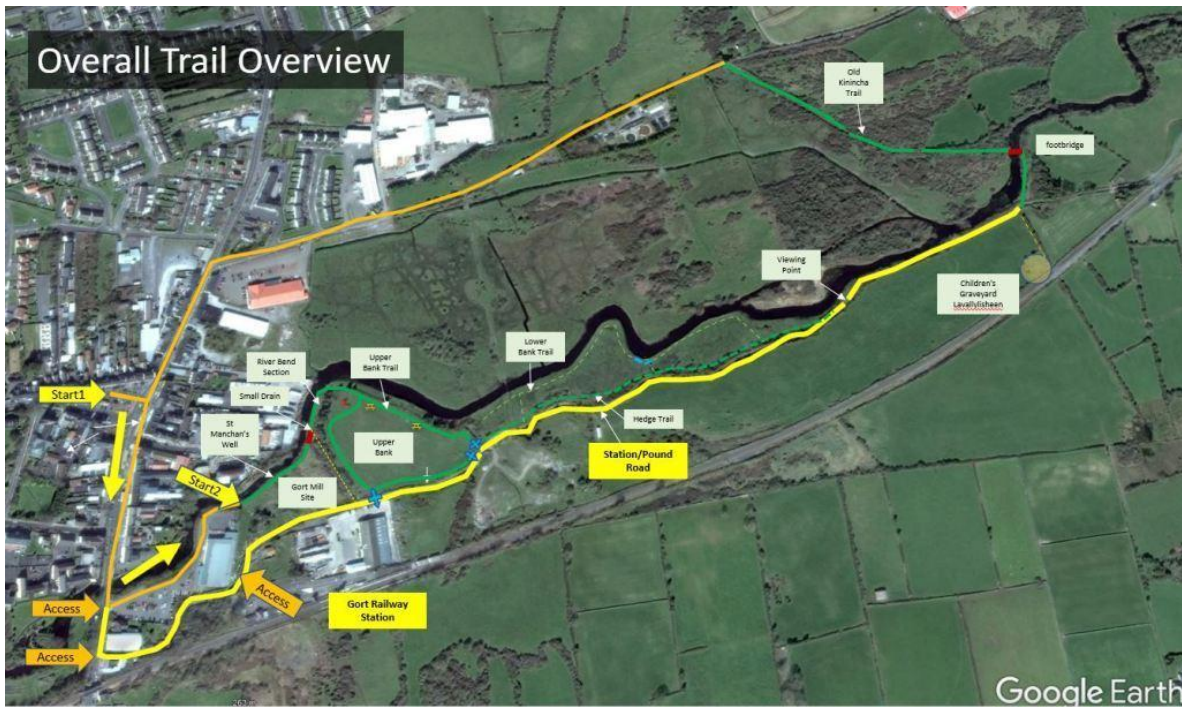 Overall Trail Overview
Old
Kinincha
Trail
footbridge
Viewing
Point
Children's
Graveyard
Lavallylisheen
Lower
Bank Trail
River Bend
Section
Upper
Bank Trail
Small Drain
Start1
St
Manchan's
Well
Upper
Bank
Hedge Trail
Station/Pound
Road
Start2
Gort Mill
Site
Access
Access
Gort Railway
Station
Access
Google Earth